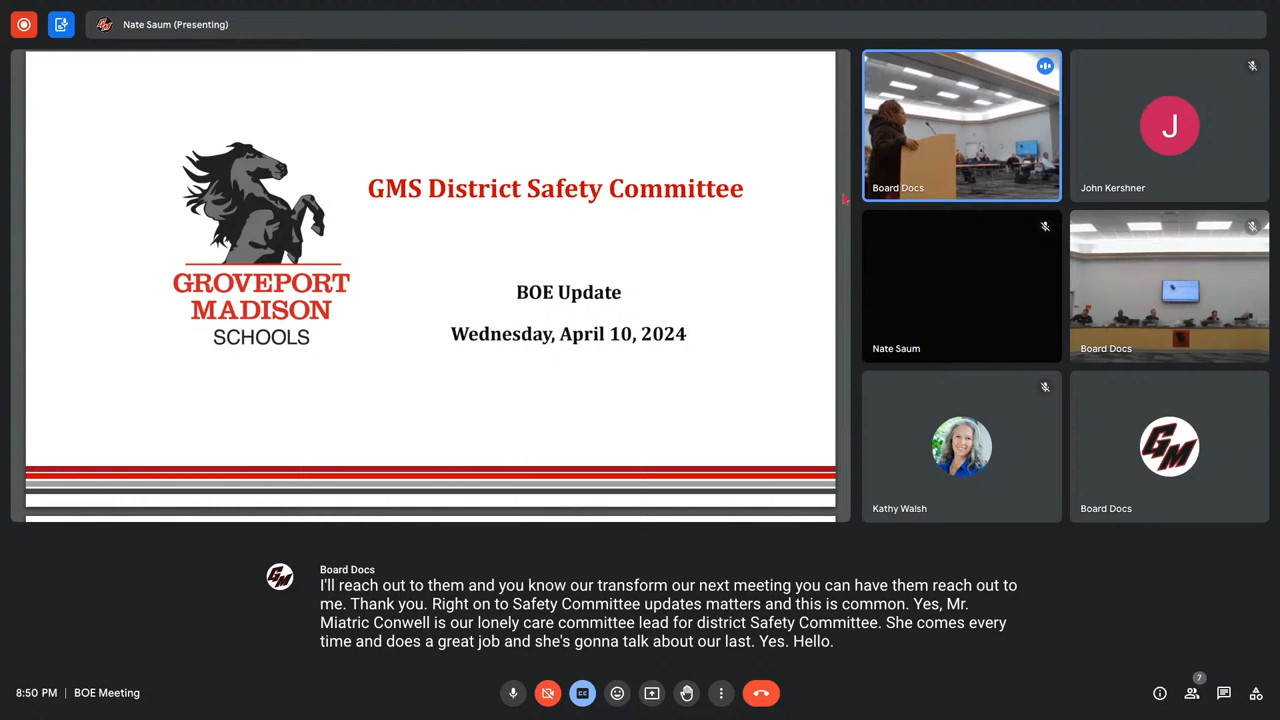 Nate Saum (Presenting)
GMS District Safety Committee
GROVEPORT
MADISON
SCHOOLS
BOE Update
Wednesday, April 10, 2024
Board Docs
J
John Kershner
Nate Saum
Board Docs
Kathy Walsh
GM
Board Docs
Board Docs
I'll reach out to them and you know our transform our next meeting you can have them reach out to
me. Thank you. Right on to Safety Committee updates matters and this is common. Yes, Mr.
Miatric Conwell is our lonely care committee lead for district Safety Committee. She comes every
time and does a great job and she's gonna talk about our last. Yes. Hello.
8:50 PM | BOE Meeting
CC
7